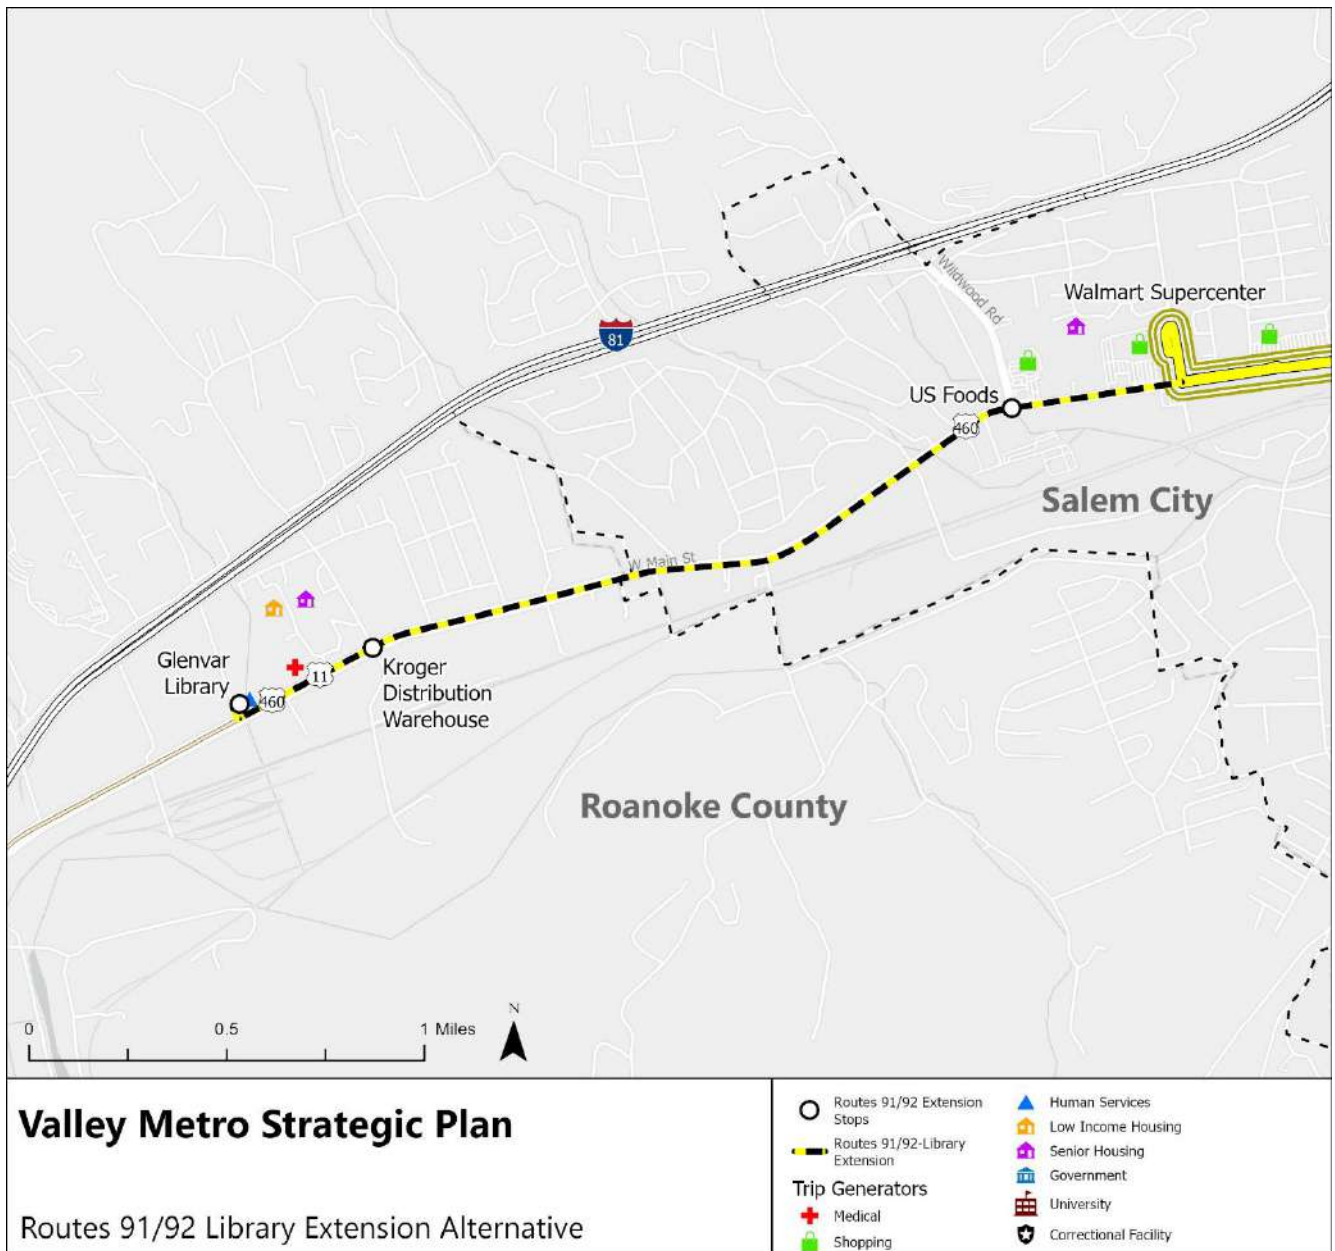 Wildwood Rd
Walmart Supercenter
81
US Foods
460
Salem City
W Main St
Glenvar
Library
11
460
Kroger
Distribution
Warehouse
Roanoke County
N
0 0.5 1 Miles
Valley Metro Strategic Plan
Routes 91/92 Library Extension Alternative
Routes 91/92 Extension
Stops
Routes 91/92-Library
Extension
Trip Generators
Medical
Shopping
Human Services
Low Income Housing
Senior Housing
Government
University
Correctional Facility